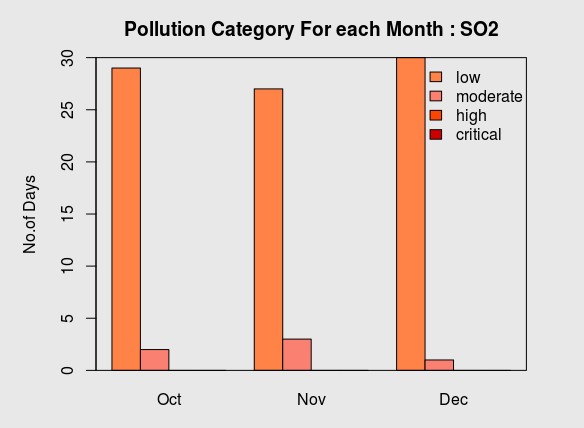 Pollution Category For each Month : SO2
No.of Days
30
25
20
15
10
5
0
low
moderate
high
critical
Oct
Nov
Dec